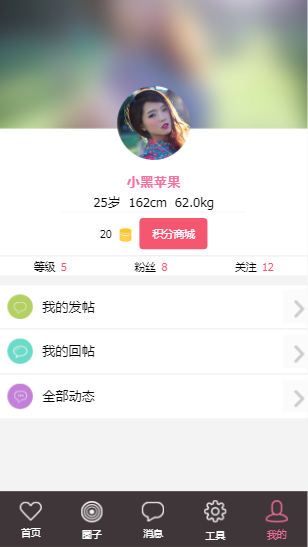 小黑苹果
25岁 162cm 62.0kg
20 积分商城
等级 5 粉丝 8 关注 12
我的发帖
我的回帖
全部动态
首页 圈子 消息 工具 我的